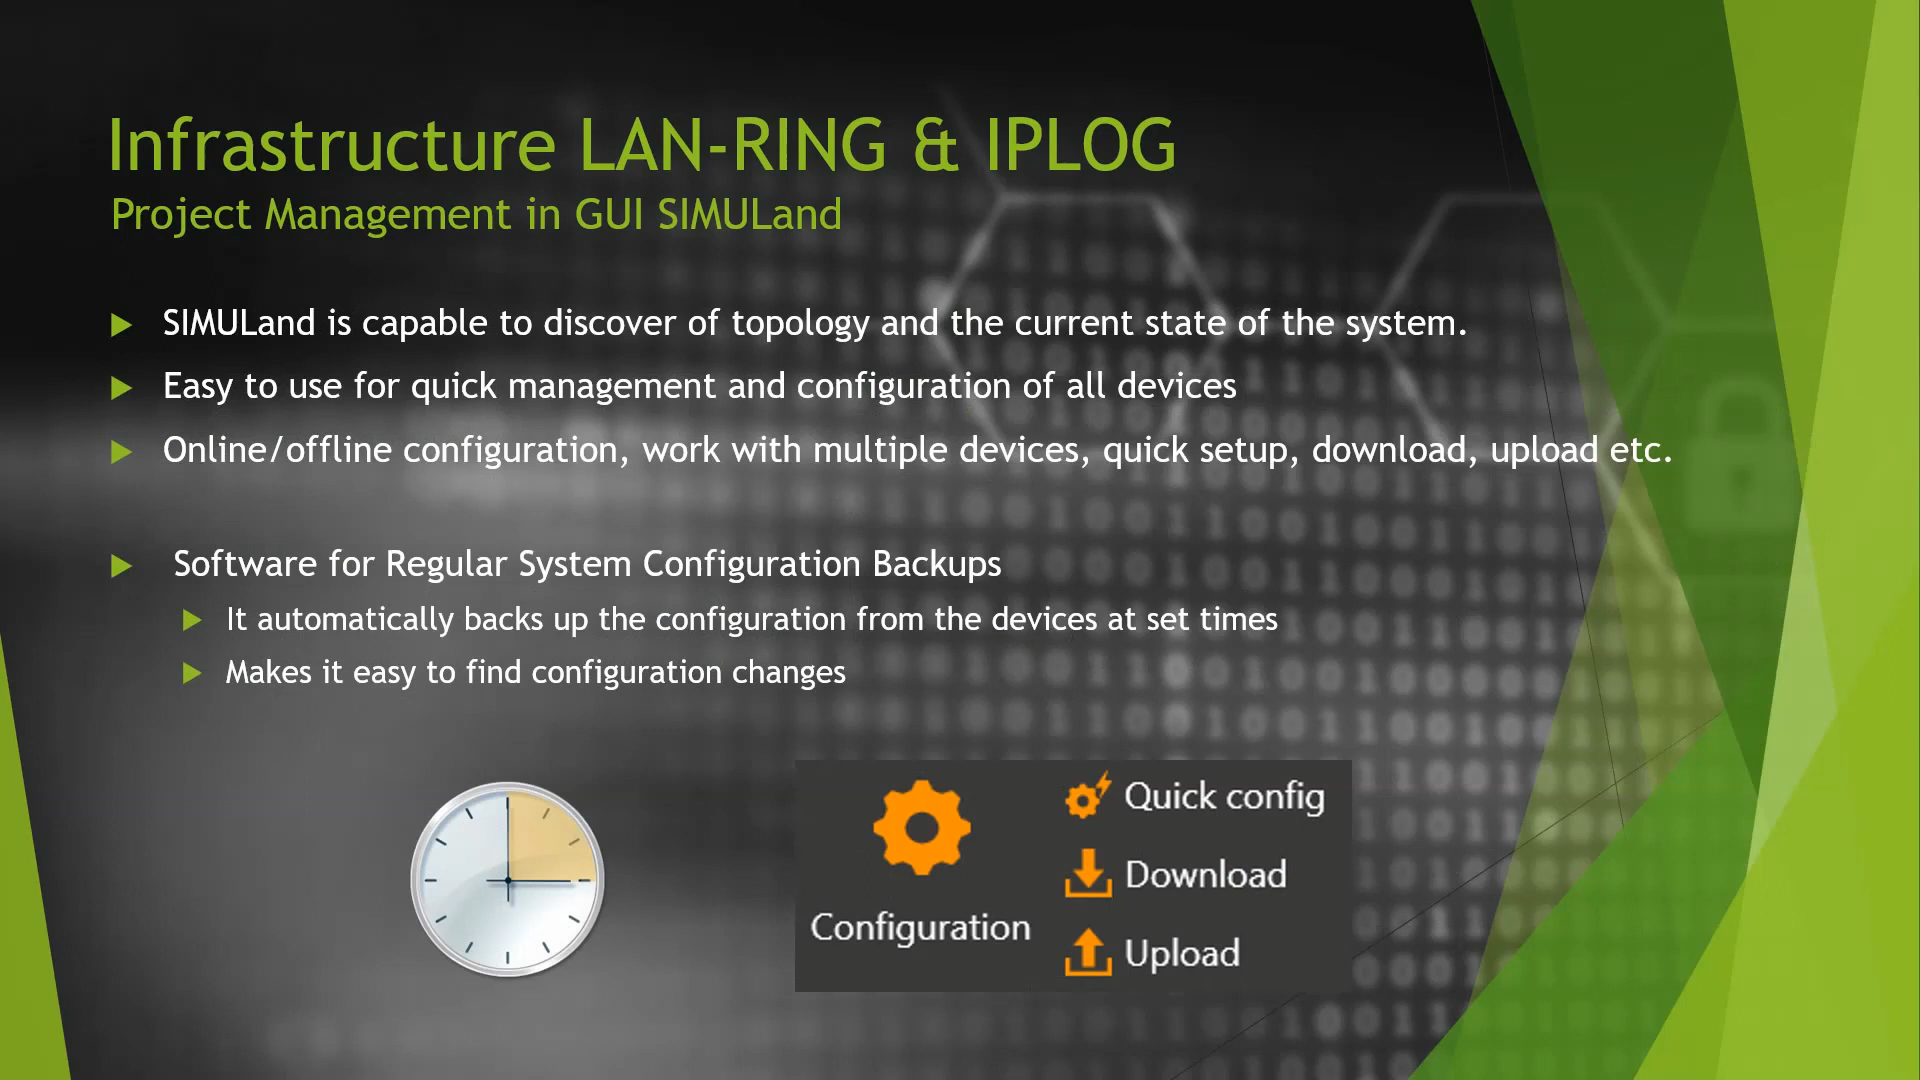 Infrastructure LAN-RING & IPLOG
Project Management in GUI SIMULand
SIMULand is capable to discover of topology and the current state of the system.
Easy to use for quick management and configuration of all devices
Online/offline configuration, work with multiple devices, quick setup, download, upload etc.
Software for Regular System Configuration Backups
It automatically backs up the configuration from the devices at set times
Makes it easy to find configuration changes
Configuration
Quick config
Download
Upload